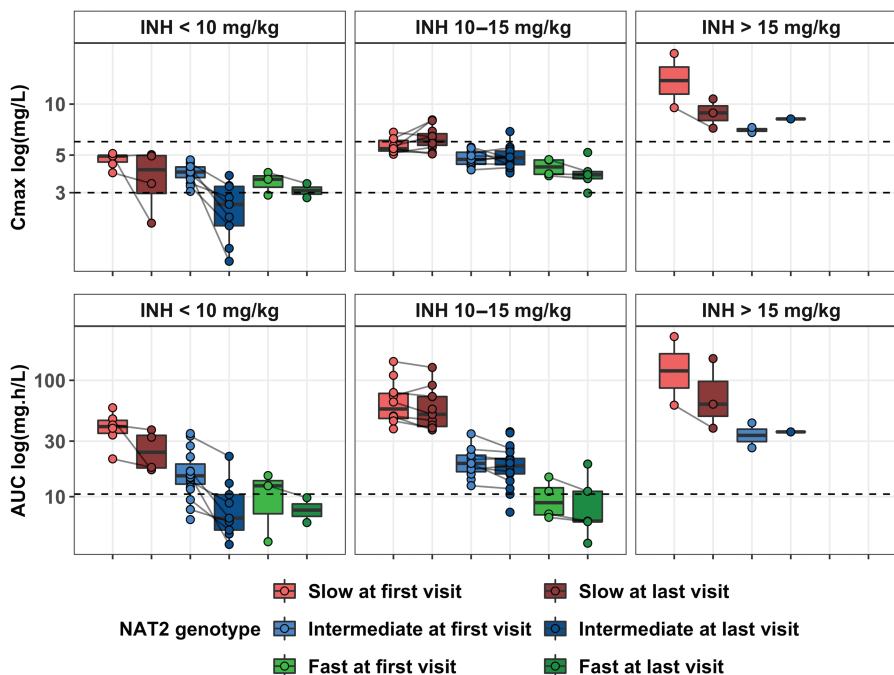 INH < 10 mg/kg
INH 10–15 mg/kg
INH > 15 mg/kg
Cmax log(mg/L)
10
5
3
INH < 10 mg/kg
INH 10–15 mg/kg
INH > 15 mg/kg
AUC log(mg.h/L)
100
30
10
NAT2 genotype
Slow at first visit
Slow at last visit
Intermediate at first visit
Intermediate at last visit
Fast at first visit
Fast at last visit